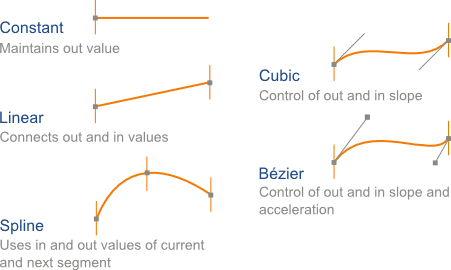 Constant
Maintains out value
Linear
Connects out and in values
Spline
Uses in and out values of current
and next segment
Cubic
Control of out and in slope
Bézier
Control of out and in slope and
acceleration